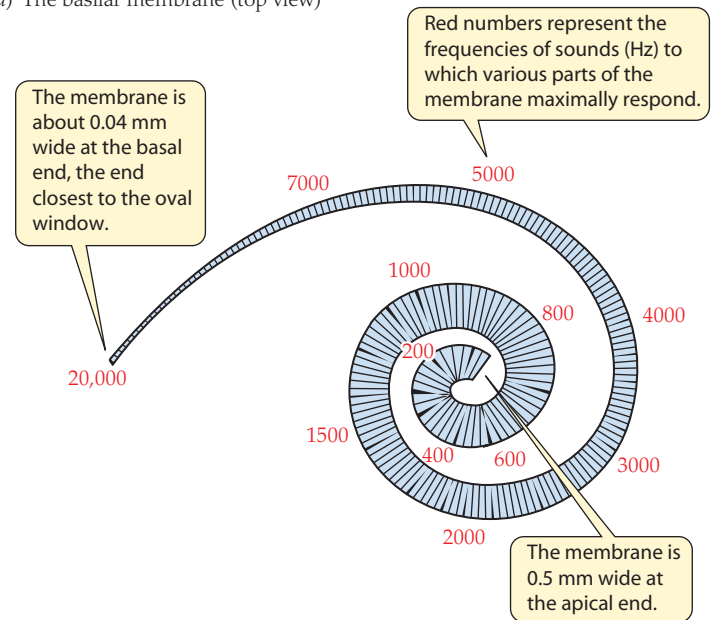 ) The basilar membrane (top view)
Red numbers represent the
frequencies of sounds (Hz) to
which various parts of the
membrane maximally respond.
The membrane is
about 0.04 mm
wide at the basal
end, the end
closest to the oval
window.
7000
5000
1000
800
4000
200
20,000
1500
400
600
3000
2000
The membrane is
0.5 mm wide at
the apical end.